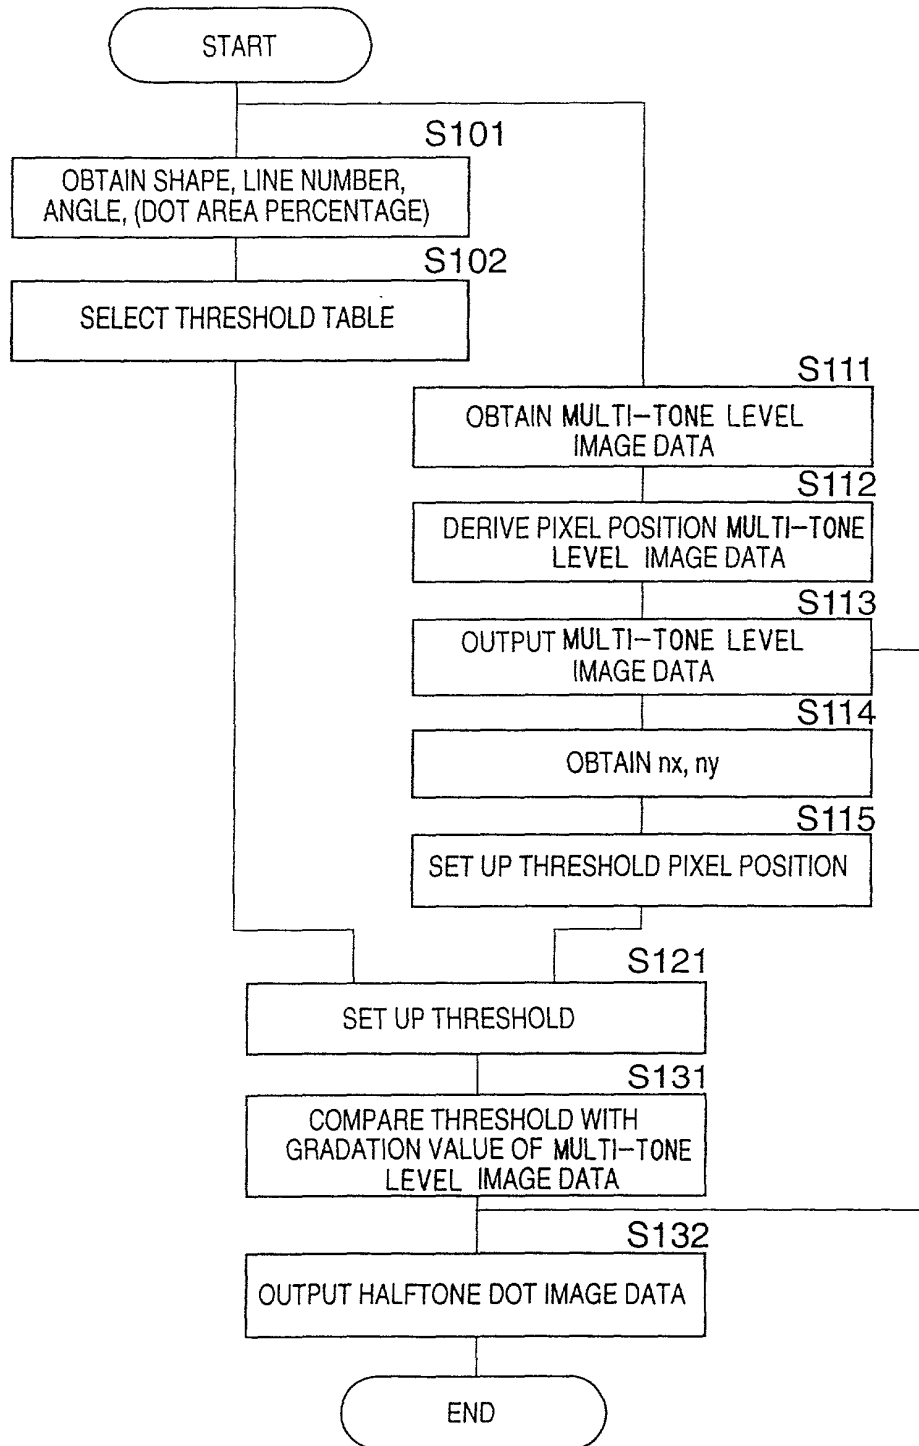 START
S101
OBTAIN SHAPE, LINE NUMBER,
ANGLE, (DOT AREA PERCENTAGE)
S102
SELECT THRESHOLD TABLE
S111
OBTAIN MULTI-TONE LEVEL
IMAGE DATA
S112
DERIVE PIXEL POSITION MULTI-TONE
LEVEL IMAGE DATA
S113
OUTPUT MULTI-TONE LEVEL
IMAGE DATA
S114
OBTAIN nx, ny
S115
SET UP THRESHOLD PIXEL POSITION
S121
SET UP THRESHOLD
S131
COMPARE THRESHOLD WITH
GRADATION VALUE OF MULTI-TONE
LEVEL IMAGE DATA
S132
OUTPUT HALFTONE DOT IMAGE DATA
END